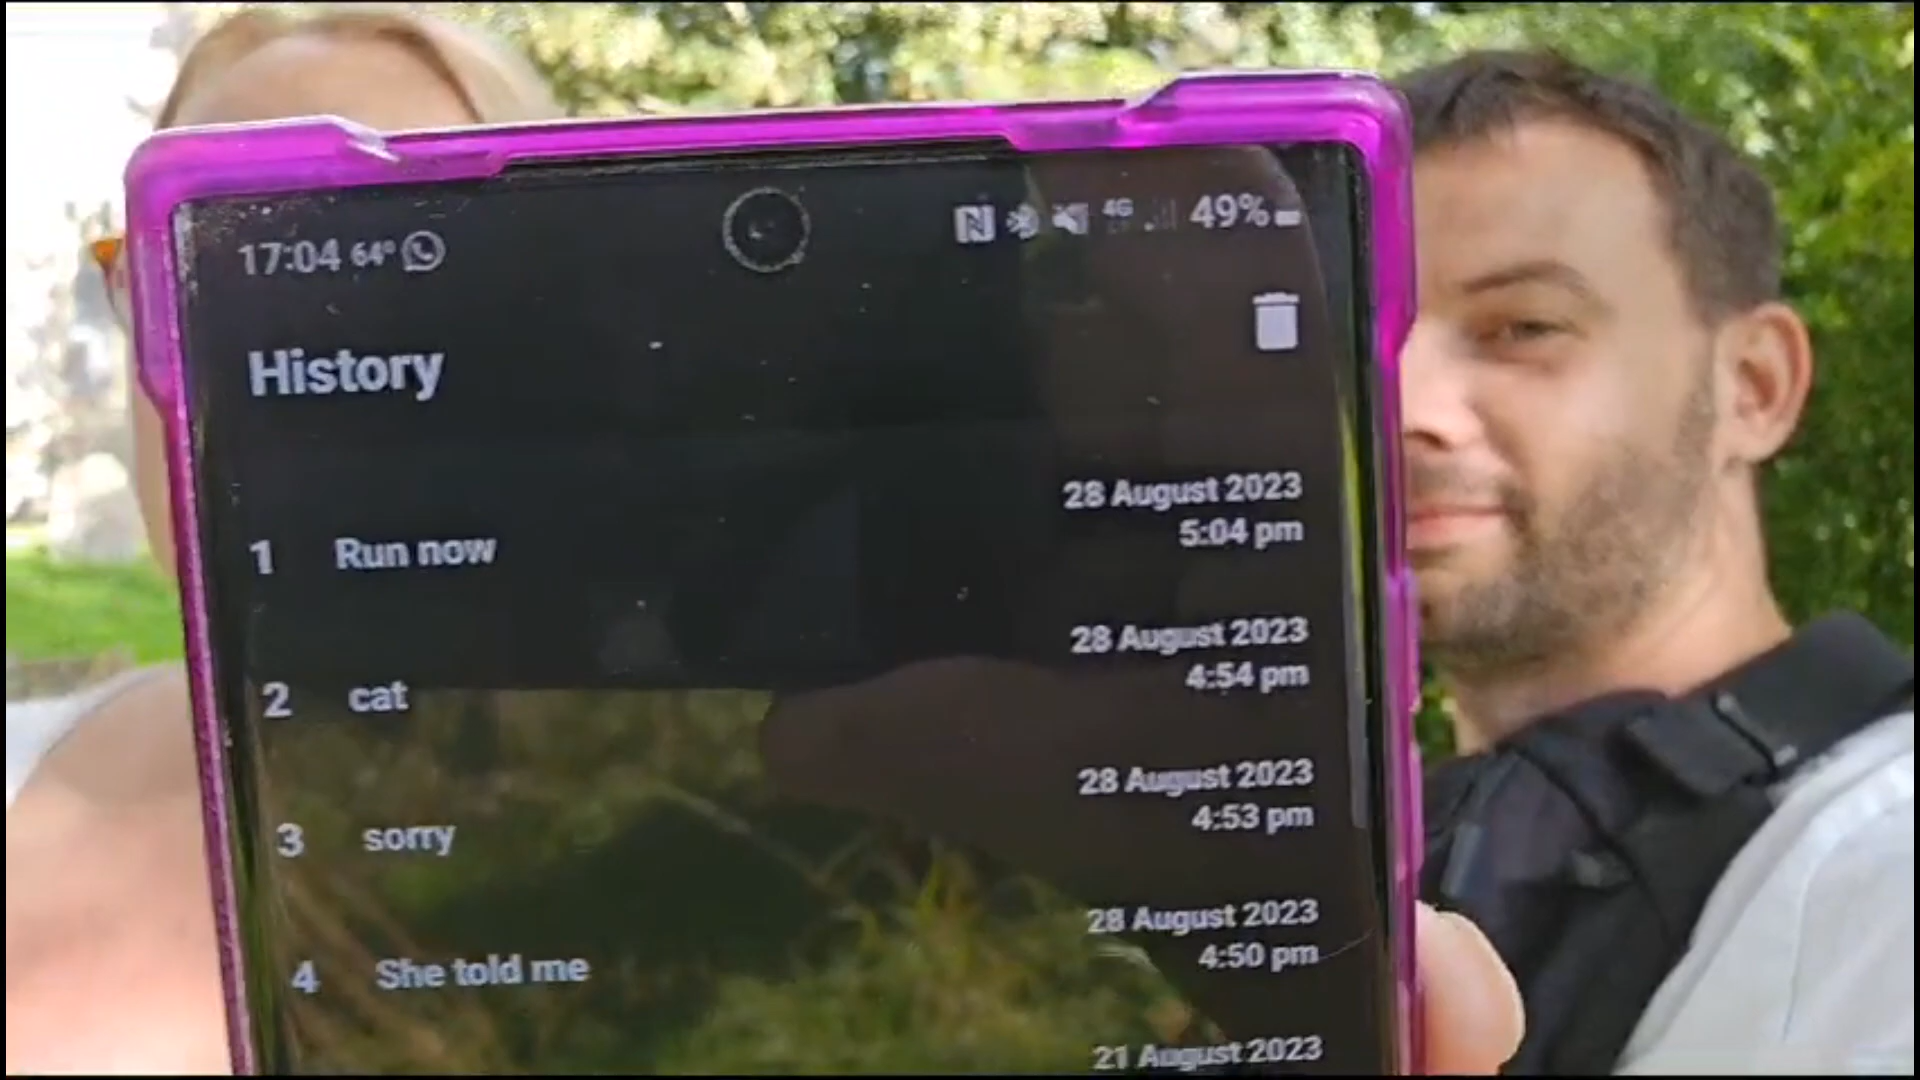 17:04 64°
4G 49%
History
28 August 2023
5:04 pm
1 Run now
28 August 2023
4:54 pm
2 cat
28 August 2023
4:53 pm
3 sorry
28 August 2023
4:50 pm
4 She told me
21 August 2023